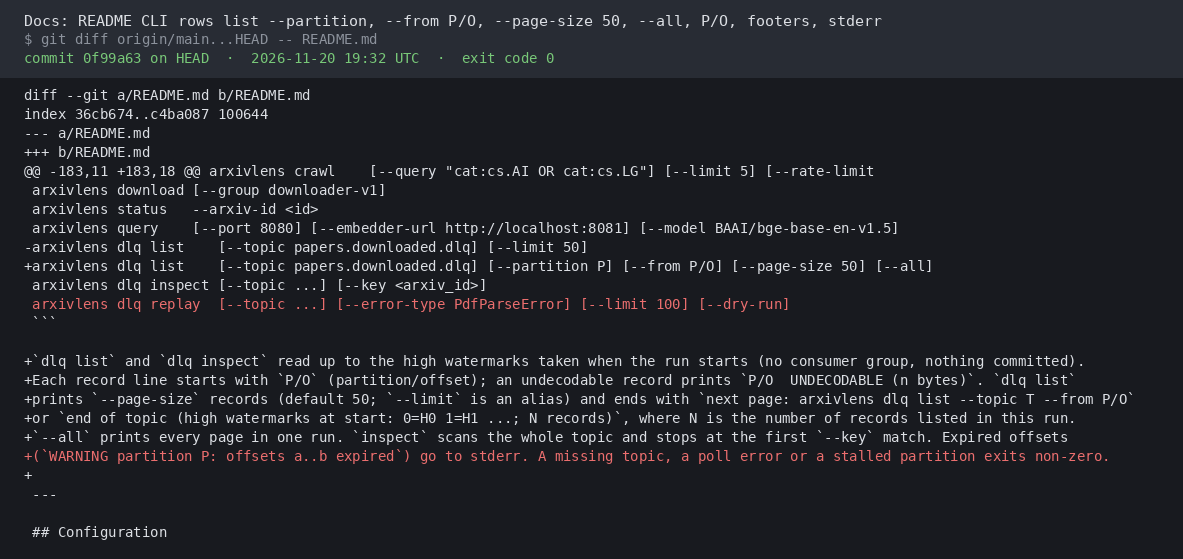 Docs: README CLI rows list --partition, --from P/O, --page-size 50, --all, P/O, footers, stderr
$ git diff origin/main...HEAD -- README.md
commit 0f99a63 on HEAD  ·  2026-11-20 19:32 UTC  ·  exit code 0
diff --git a/README.md b/README.md
index 36cb674..c4ba087 100644
--- a/README.md
+++ b/README.md
@@ -183,11 +183,18 @@ arxivlens crawl    [--query "cat:cs.AI OR cat:cs.LG"] [--limit 5] [--rate-limit
 arxivlens download [--group downloader-v1]
 arxivlens status   --arxiv-id <id>
 arxivlens query    [--port 8080] [--embedder-url http://localhost:8081] [--model BAAI/bge-base-en-v1.5]
-arxivlens dlq list    [--topic papers.downloaded.dlq] [--limit 50]
+arxivlens dlq list    [--topic papers.downloaded.dlq] [--partition P] [--from P/O] [--page-size 50] [--all]
 arxivlens dlq inspect [--topic ...] [--key <arxiv_id>]
 arxivlens dlq replay  [--topic ...] [--error-type PdfParseError] [--limit 100] [--dry-run]
 ```
+`dlq list` and `dlq inspect` read up to the high watermarks taken when the run starts (no consumer group, nothing committed).
+Each record line starts with `P/O` (partition/offset); an undecodable record prints `P/O  UNDECODABLE (n bytes)`. `dlq list`
+prints `--page-size` records (default 50; `--limit` is an alias) and ends with `next page: arxivlens dlq list --topic T --from P/O`
+or `end of topic (high watermarks at start: 0=H0 1=H1 ...; N records)`, where N is the number of records listed in this run.
+`--all` prints every page in one run. `inspect` scans the whole topic and stops at the first `--key` match. Expired offsets
+(`WARNING partition P: offsets a..b expired`) go to stderr. A missing topic, a poll error or a stalled partition exits non-zero.
+
 ---
 ## Configuration